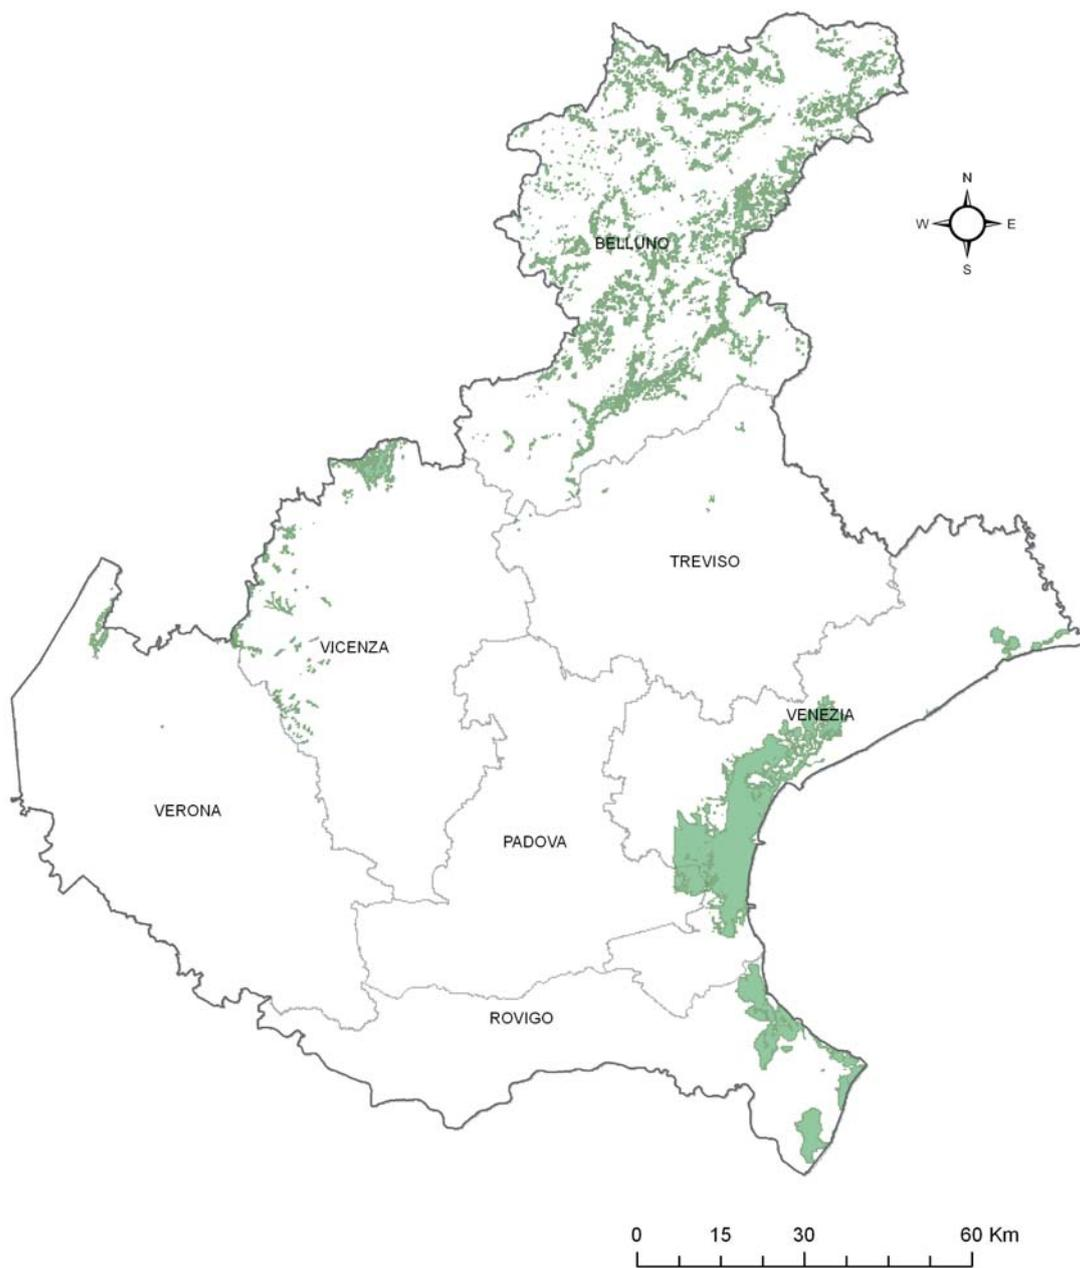 N
W E
S
BELLUNO
TREVISO
VICENZA
VENEZIA
VERONA
PADOVA
ROVIGO
0 15 30 60 Km